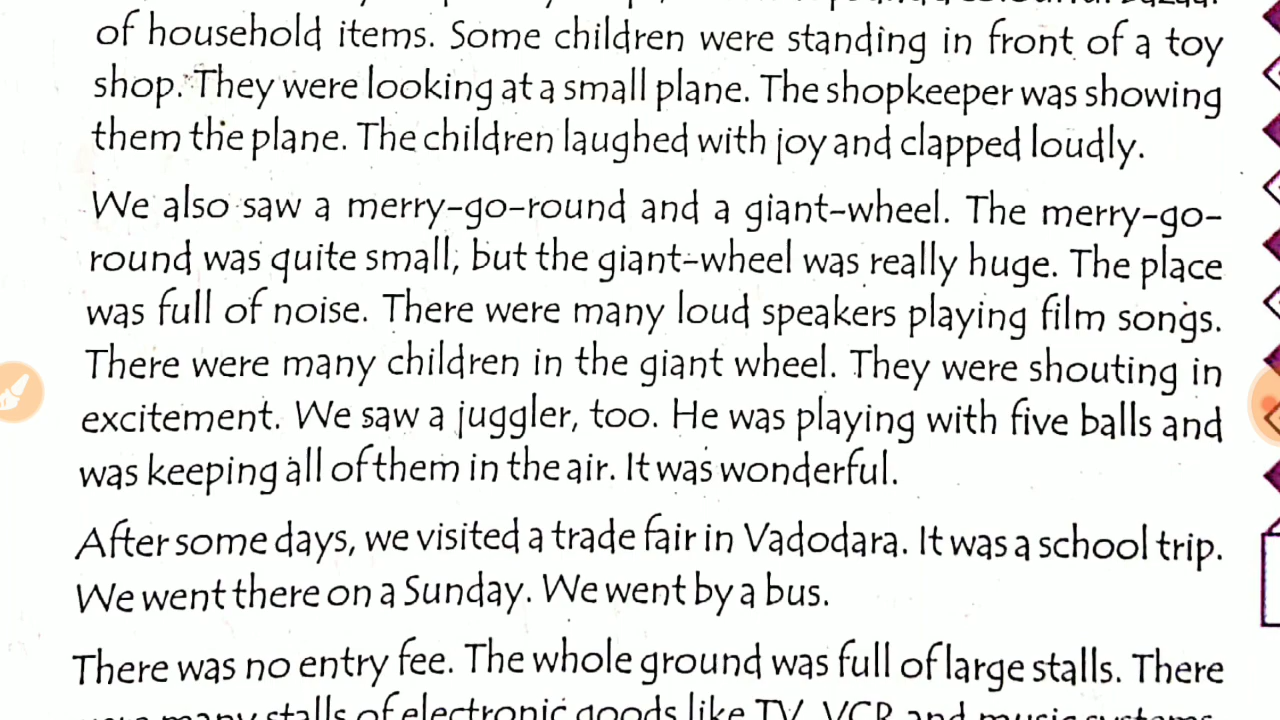 of household items. Some children were standing in front of a toy
shop. They were looking at a small plane. The shopkeeper was showing
them the plane. The children laughed with joy and clapped loudly.
We also saw a merry-go-round and a giant-wheel. The merry-go-
round was quite small, but the giant-wheel was really huge. The place
was full of noise. There were many loud speakers playing film songs.
There were many children in the giant wheel. They were shouting in
excitement. We saw a juggler, too. He was playing with five balls and
was keeping all of them in the air. It was wonderful.
After some days, we visited a trade fair in Vadodara. It was a school trip.
We went there on a Sunday. We went by a bus.
There was no entry fee. The whole ground was full of large stalls. There
were many stalls of electronic goods like TV, VCR and music systems.